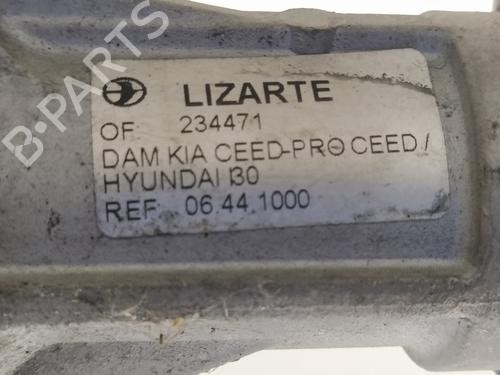 B-PARTS
LIZARTE
OF: 234471
DAM KIA CEED-PRO CEED /
HYUNDAI I30
REF: 06.44.1000